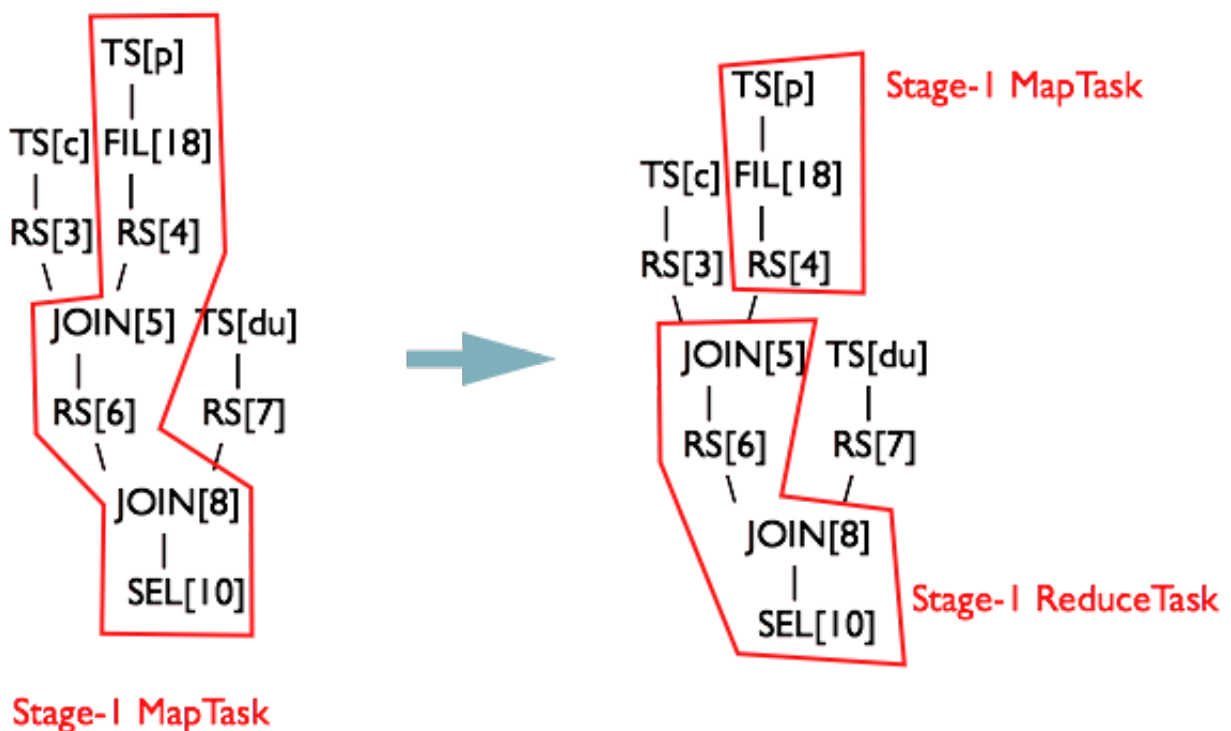 TS[p]
TS[c] FIL[18]
RS[3] RS[4]
JOIN[5] TS[du]
RS[6] RS[7]
JOIN[8]
SEL[10]
Stage-1 MapTask
TS[p] Stage-1 MapTask
TS[c] FIL[18]
RS[3] RS[4]
JOIN[5] TS[du]
RS[6] RS[7]
JOIN[8]
SEL[10] Stage-1 ReduceTask